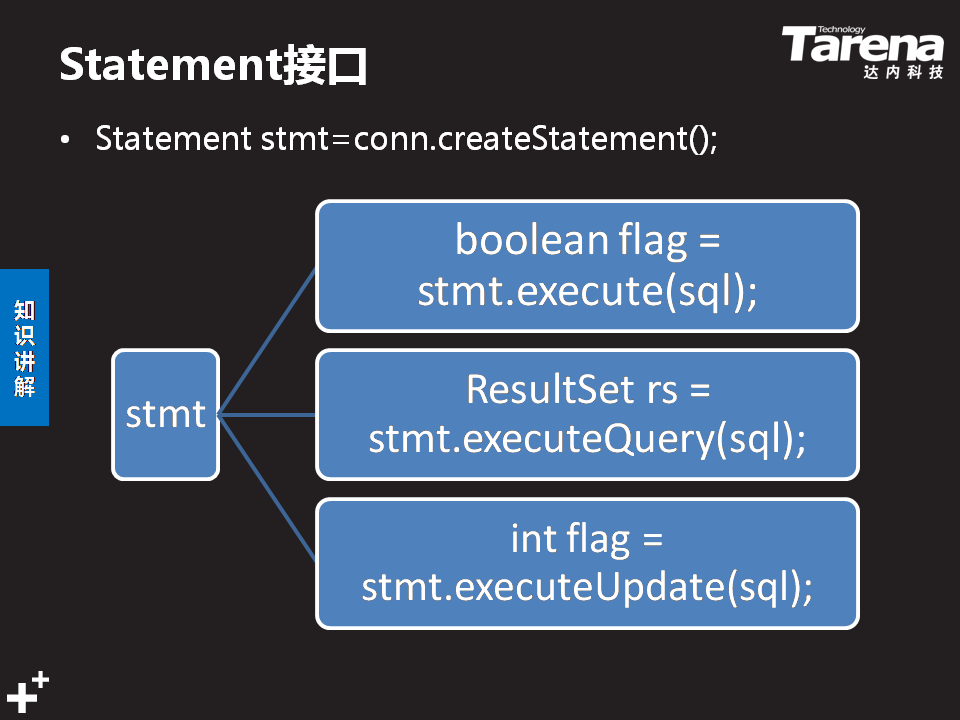 Statement接口
Technology
Tarena
达内科技
• Statement stmt=conn.createStatement();
知识讲解
stmt
boolean flag =
stmt.execute(sql);
ResultSet rs =
stmt.executeQuery(sql);
int flag =
stmt.executeUpdate(sql);